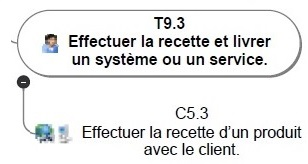 T9.3
Effectuer la recette et livrer
un système ou un service.
C5.3
Effectuer la recette d'un produit
avec le client.